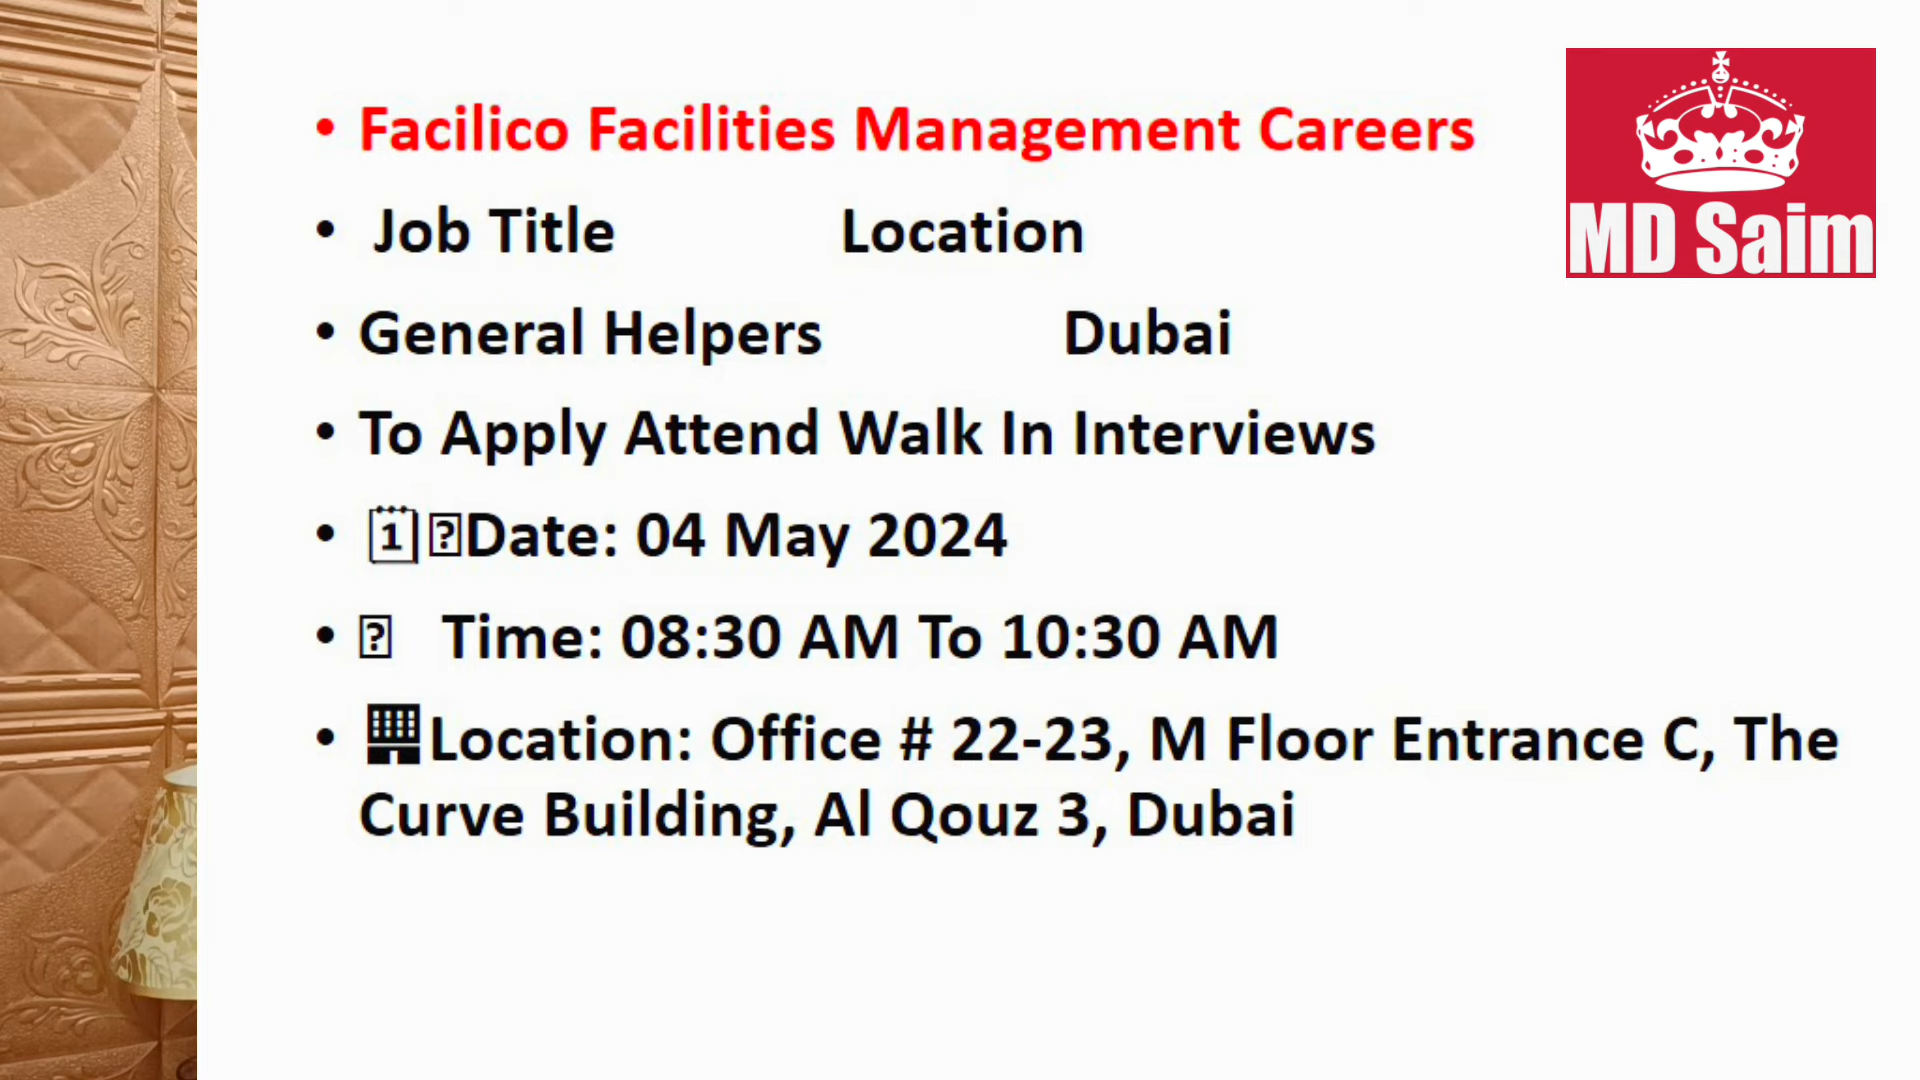 • Facilico Facilities Management Careers
MD Saim
• Job Title Location
• General Helpers Dubai
• To Apply Attend Walk In Interviews
• 🗓Date: 04 May 2024
• Time: 08:30 AM To 10:30 AM
• 🏢Location: Office # 22-23, M Floor Entrance C, The
Curve Building, Al Qouz 3, Dubai